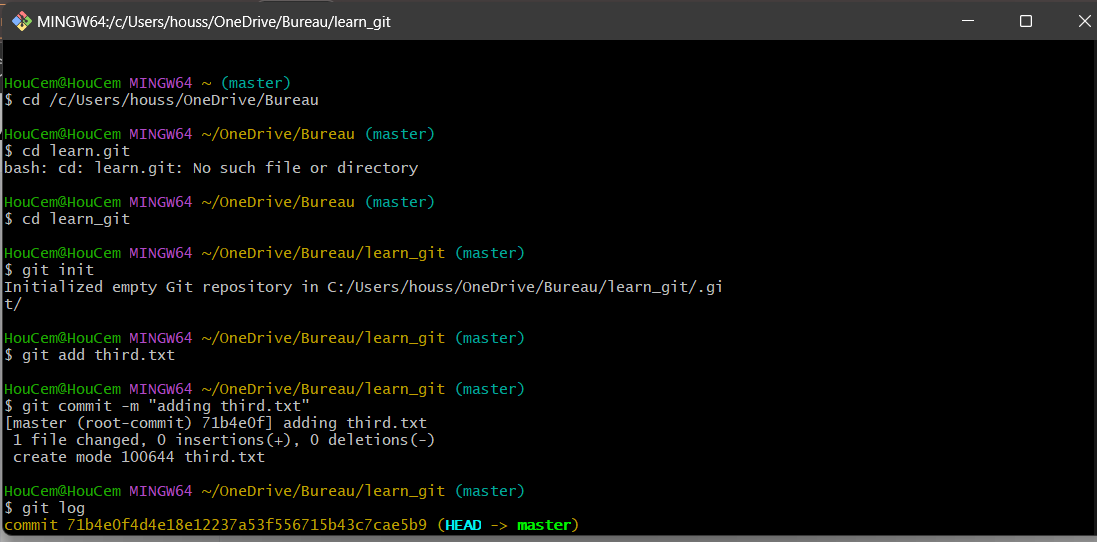 MINGW64:/c/Users/houss/OneDrive/Bureau/learn_git
HouCem@HouCem MINGW64 ~ (master)
$ cd /c/Users/houss/OneDrive/Bureau
HouCem@HouCem MINGW64 ~/OneDrive/Bureau (master)
$ cd learn.git
bash: cd: learn.git: No such file or directory
HouCem@HouCem MINGW64 ~/OneDrive/Bureau (master)
$ cd learn_git
HouCem@HouCem MINGW64 ~/OneDrive/Bureau/learn_git (master)
$ git init
Initialized empty Git repository in C:/Users/houss/OneDrive/Bureau/learn_git/.gi
t/
HouCem@HouCem MINGW64 ~/OneDrive/Bureau/learn_git (master)
$ git add third.txt
HouCem@HouCem MINGW64 ~/OneDrive/Bureau/learn_git (master)
$ git commit -m "adding third.txt"
[master (root-commit) 71b4e0f] adding third.txt
 1 file changed, 0 insertions(+), 0 deletions(-)
 create mode 100644 third.txt
HouCem@HouCem MINGW64 ~/OneDrive/Bureau/learn_git (master)
$ git log
commit 71b4e0f4d4e18e12237a53f556715b43c7cae5b9 (HEAD -> master)